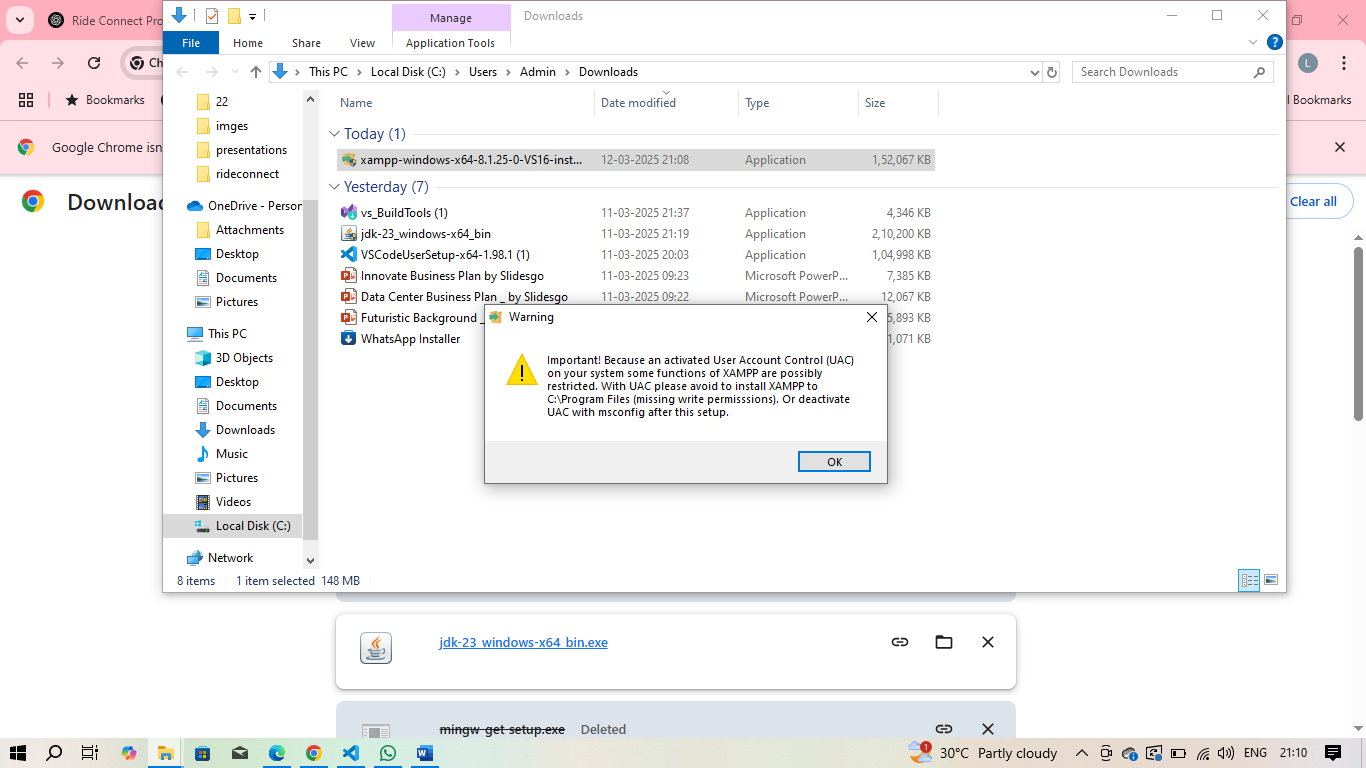 Ride Connect Pro
Manage
Downloads
File
Home
Share
View
Application Tools
This PC
Local Disk (C:)
Users
Admin
Downloads
Search Downloads
Ch
L
Bookmarks
l Bookmarks
Google Chrome isn
Download
Clear all
22
imges
presentations
rideconnect
OneDrive - Person
Attachments
Desktop
Documents
Pictures
This PC
3D Objects
Desktop
Documents
Downloads
Music
Pictures
Videos
Local Disk (C:)
Network
Name Date modified Type Size
Today (1)
xampp-windows-x64-8.1.25-0-VS16-inst... 12-03-2025 21:08 Application 1,52,067 KB
Yesterday (7)
vs_BuildTools (1) 11-03-2025 21:37 Application 4,346 KB
jdk-23_windows-x64_bin 11-03-2025 21:19 Application 2,10,200 KB
VSCodeUserSetup-x64-1.98.1 (1) 11-03-2025 20:03 Application 1,04,998 KB
Innovate Business Plan by Slidesgo 11-03-2025 09:23 Microsoft PowerP... 7,385 KB
Data Center Business Plan _ by Slidesgo 11-03-2025 09:22 Microsoft PowerP... 12,067 KB
Futuristic Background _ 5,893 KB
WhatsApp Installer 1,071 KB
Warning
Important! Because an activated User Account Control (UAC)
on your system some functions of XAMPP are possibly
restricted. With UAC please avoid to install XAMPP to
C:\Program Files (missing write permisssions). Or deactivate
UAC with msconfig after this setup.
OK
8 items 1 item selected 148 MB
jdk-23_windows-x64_bin.exe
mingw-get-setup.exe Deleted
1
30°C Partly cloudy
ENG
21:10